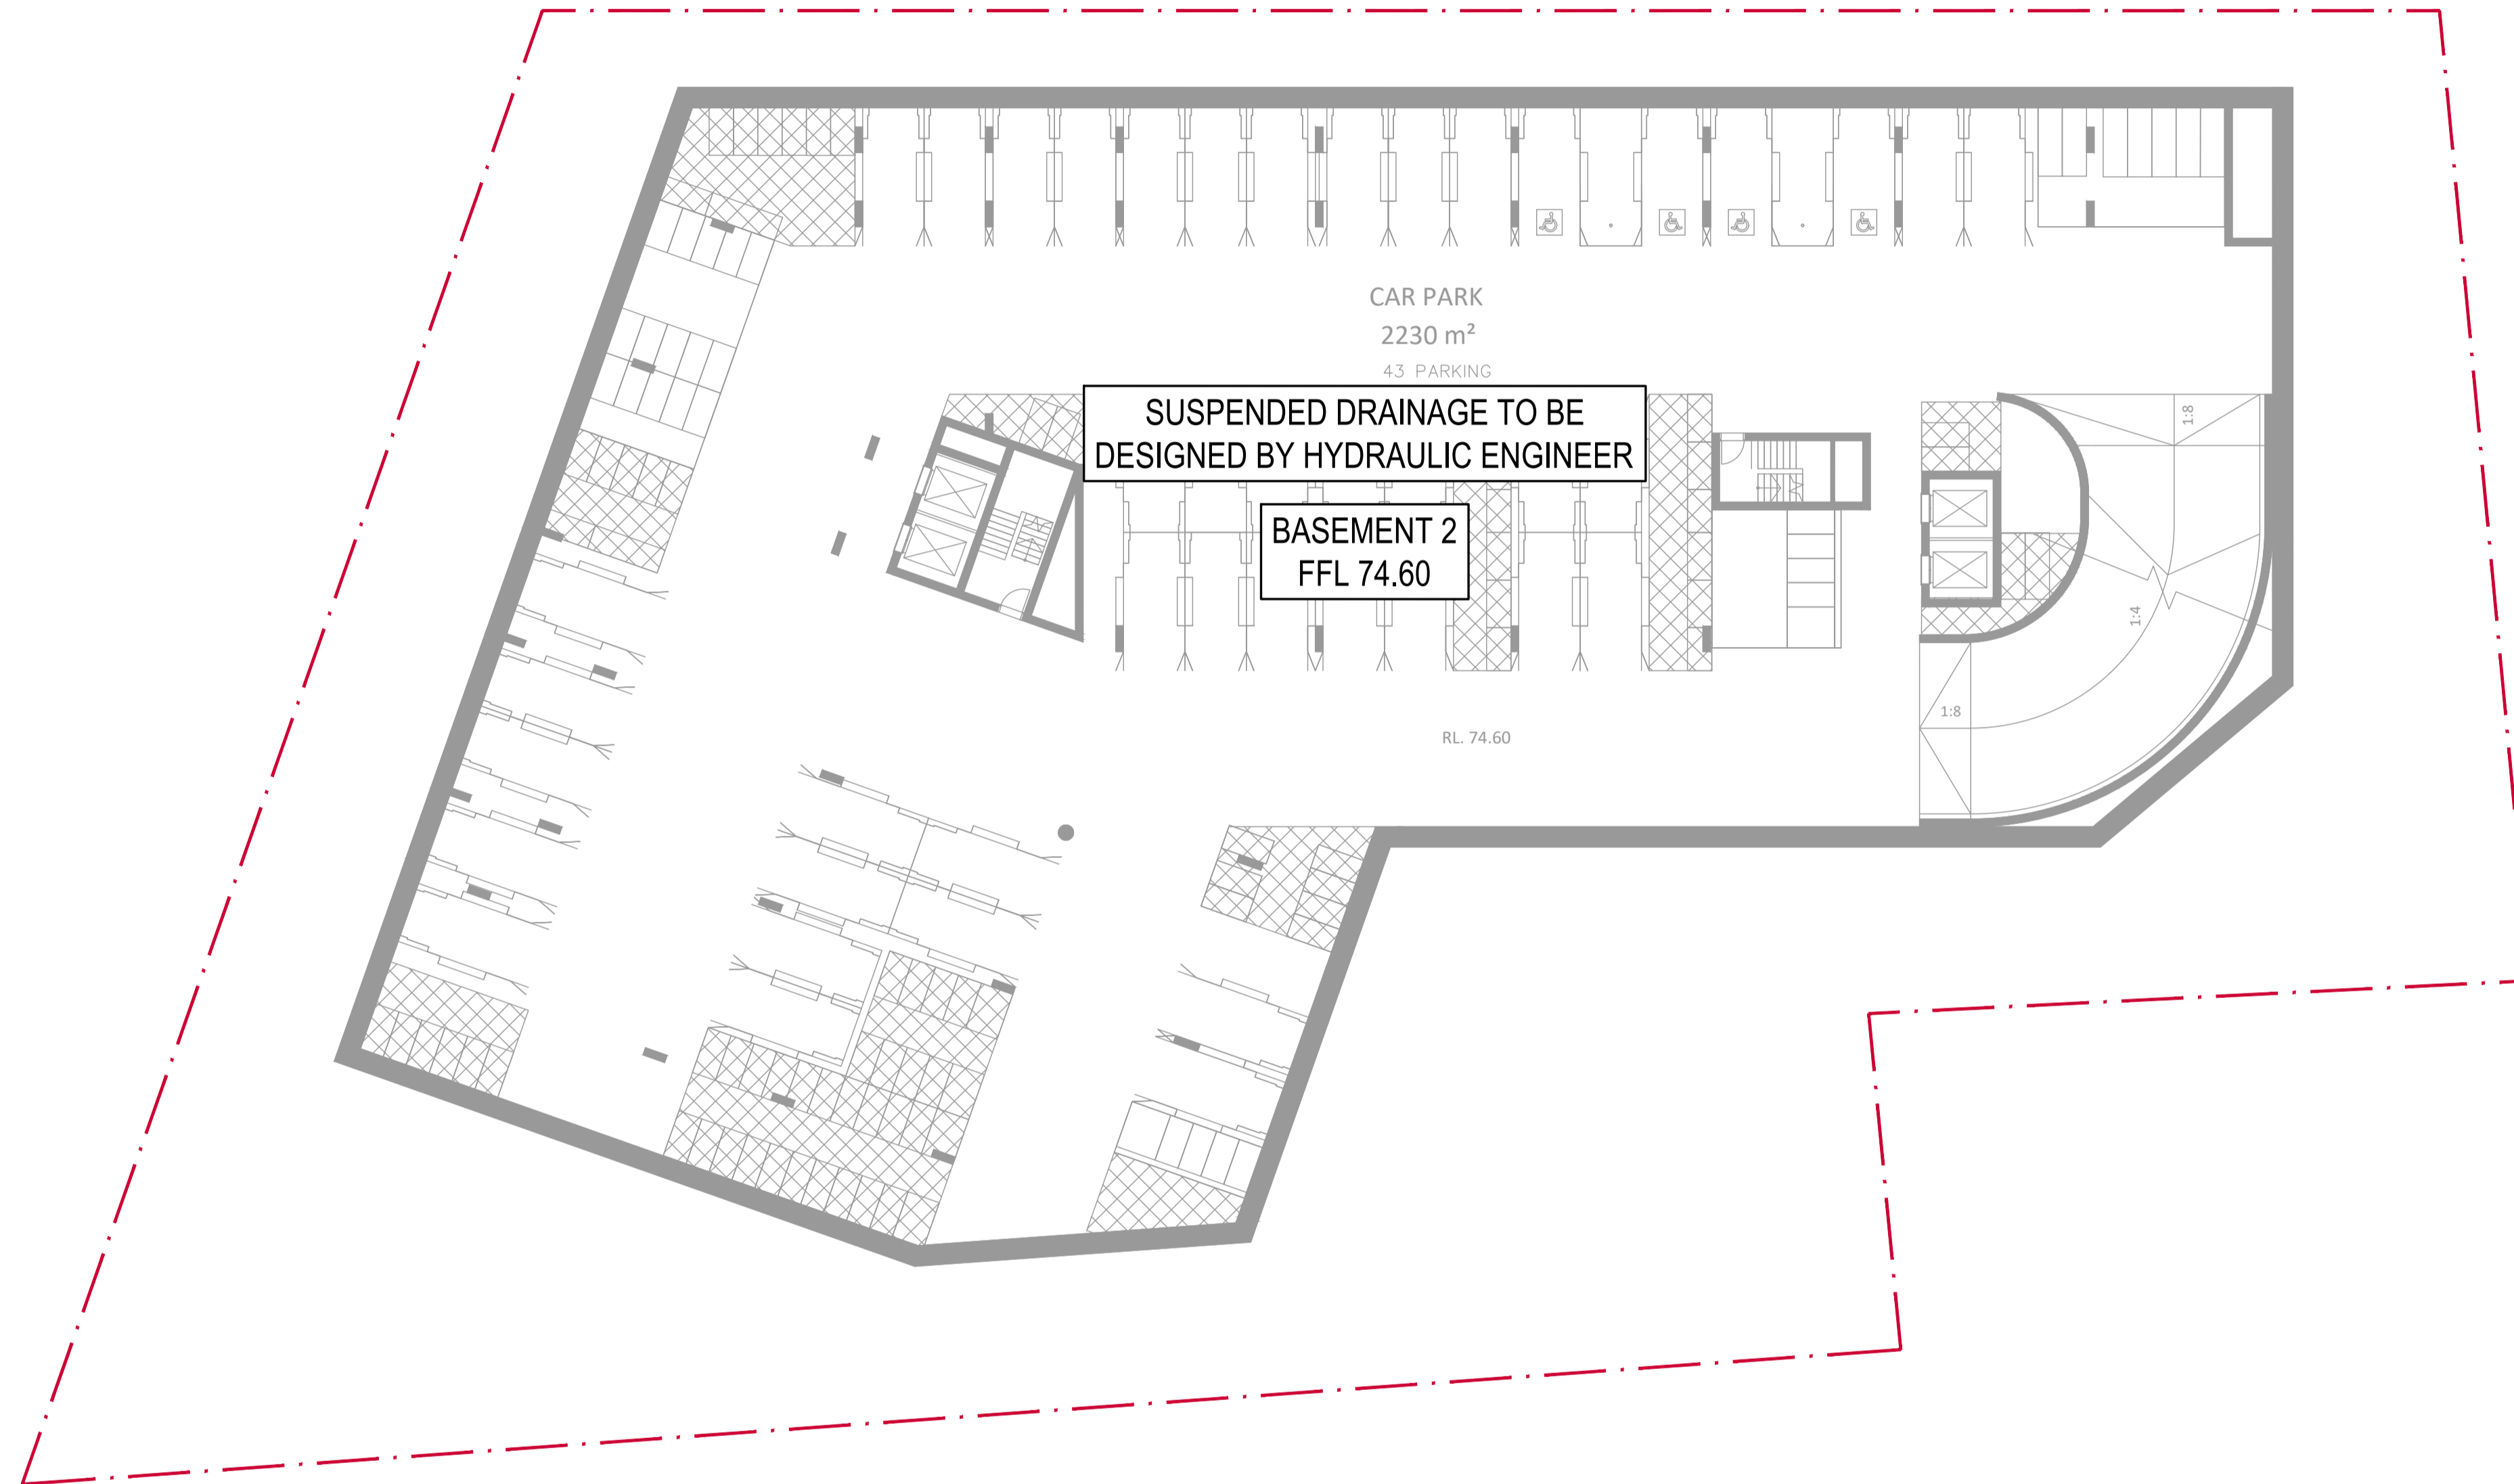 CAR PARK
2230 m²
43 PARKING
SUSPENDED DRAINAGE TO BE
DESIGNED BY HYDRAULIC ENGINEER
BASEMENT 2
FFL 74.60
1:8
1:4
1:8
RL. 74.60